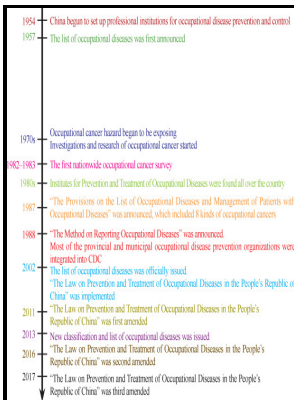 1954 China began to set up professional institutions for occupational disease prevention and control
1957 The list of occupational diseases was first announced
1970s Occupational cancer hazard began to be exposing
Investigations and research of occupational cancer started
1982–1983 The first nationwide occupational cancer survey
1980s Institutes for Prevention and Treatment of Occupational Diseases were found all over the country
1987 “The Provisions on the List of Occupational Diseases and Management of Patients with
Occupational Diseases” was announced, which included 8 kinds of occupational cancers
1988 “The Method on Reporting Occupational Diseases” was announced.
Most of the provincial and municipal occupational disease prevention organizations were
integrated into CDC
2002 The list of occupational diseases was officially issued
“The Law on Prevention and Treatment of Occupational Diseases in the People's Republic of
China” was implemented
2011 “The Law on Prevention and Treatment of Occupational Diseases in the People's
Republic of China” was first amended
2013 New classification and list of occupational diseases was issued
2016 “The Law on Prevention and Treatment of Occupational Diseases in the People's
Republic of China” was second amended
2017 “The Law on Prevention and Treatment of Occupational Diseases in the People's
Republic of China” was third amended